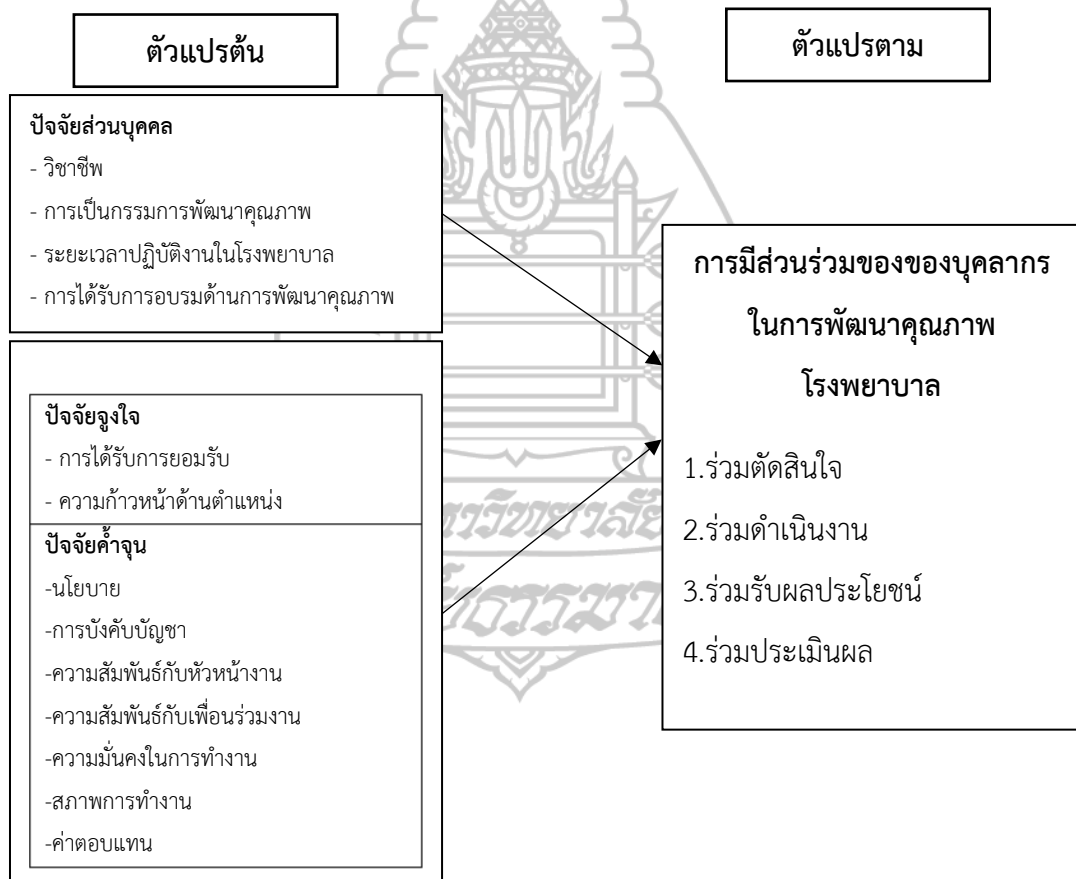 ตัวแปรต้น
ตัวแปรตาม
ปัจจัยส่วนบุคคล
- วิชาชีพ
- การเป็นกรรมการพัฒนาคุณภาพ
- ระยะเวลาปฏิบัติงานในโรงพยาบาล
- การได้รับการอบรมด้านการพัฒนาคุณภาพ
ปัจจัยจูงใจ
- การได้รับการยอมรับ
- ความก้าวหน้าด้านตำแหน่ง
ปัจจัยค้ำจุน
-นโยบาย
-การบังคับบัญชา
-ความสัมพันธ์กับหัวหน้างาน
-ความสัมพันธ์กับเพื่อนร่วมงาน
-ความมั่นคงในการทำงาน
-สภาพการทำงาน
-ค่าตอบแทน
การมีส่วนร่วมของของบุคลากร
ในการพัฒนาคุณภาพ
โรงพยาบาล
1.ร่วมตัดสินใจ
2.ร่วมดำเนินงาน
3.ร่วมรับผลประโยชน์
4.ร่วมประเมินผล